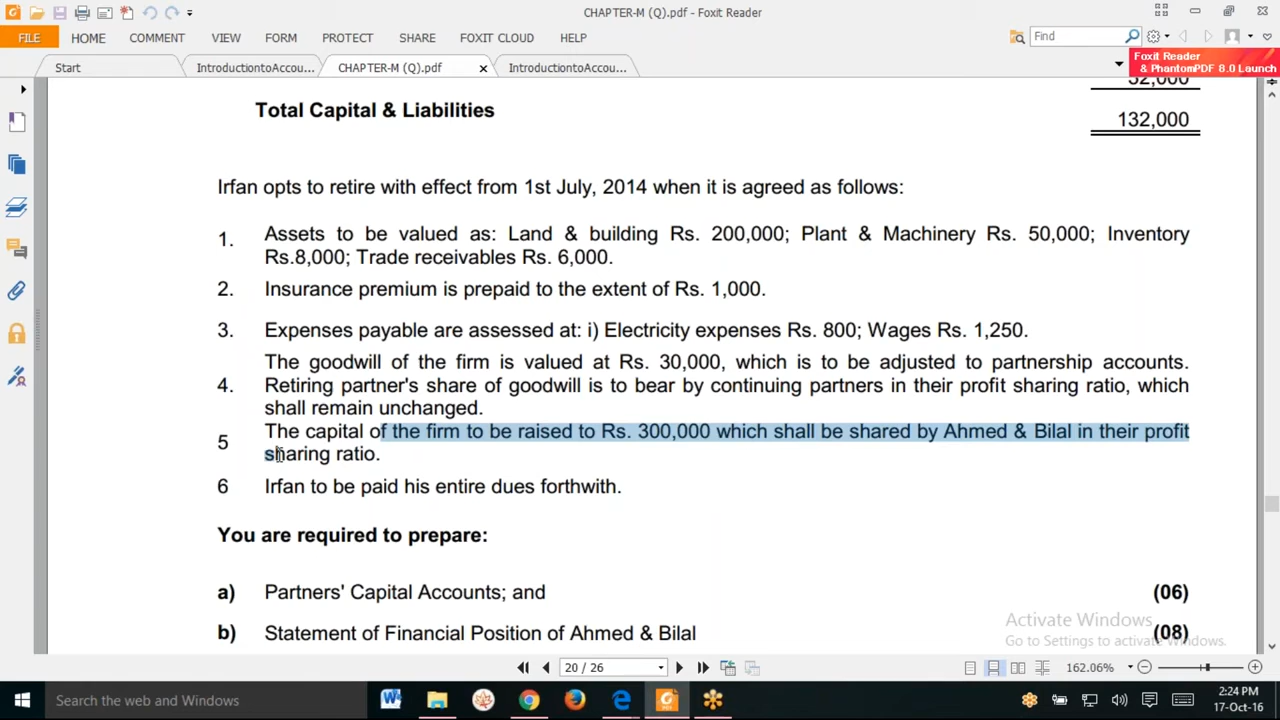 CHAPTER-M (Q).pdf - Foxit Reader
FILE HOME COMMENT VIEW FORM PROTECT SHARE FOXIT CLOUD HELP Find
Start IntroductiontoAccou... CHAPTER-M (Q).pdf IntroductiontoAccou...
Foxit Reader
& PhantomPDF 8.0 Launch
52,000
Total Capital & Liabilities 132,000
Irfan opts to retire with effect from 1st July, 2014 when it is agreed as follows:
1. Assets to be valued as: Land & building Rs. 200,000; Plant & Machinery Rs. 50,000; Inventory
Rs.8,000; Trade receivables Rs. 6,000.
2. Insurance premium is prepaid to the extent of Rs. 1,000.
3. Expenses payable are assessed at: i) Electricity expenses Rs. 800; Wages Rs. 1,250.
The goodwill of the firm is valued at Rs. 30,000, which is to be adjusted to partnership accounts.
4. Retiring partner's share of goodwill is to bear by continuing partners in their profit sharing ratio, which
shall remain unchanged.
5 The capital of the firm to be raised to Rs. 300,000 which shall be shared by Ahmed & Bilal in their profit
sharing ratio.
6 Irfan to be paid his entire dues forthwith.
You are required to prepare:
a) Partners' Capital Accounts; and (06)
b) Statement of Financial Position of Ahmed & Bilal (08)
Activate Windows
Go to Settings to activate Windows.
20 / 26 162.06%
Search the web and Windows
2:24 PM
17-Oct-16